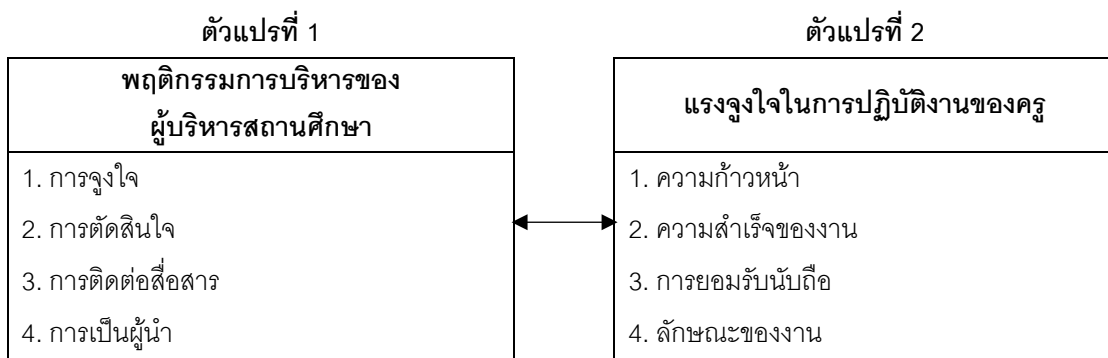 ตัวแปรที่ 1
พฤติกรรมการบริหารของ
ผู้บริหารสถานศึกษา
1. การจูงใจ
2. การตัดสินใจ
3. การติดต่อสื่อสาร
4. การเป็นผู้นำ
ตัวแปรที่ 2
แรงจูงใจในการปฏิบัติงานของครู
1. ความก้าวหน้า
2. ความสำเร็จของงาน
3. การยอมรับนับถือ
4. ลักษณะของงาน